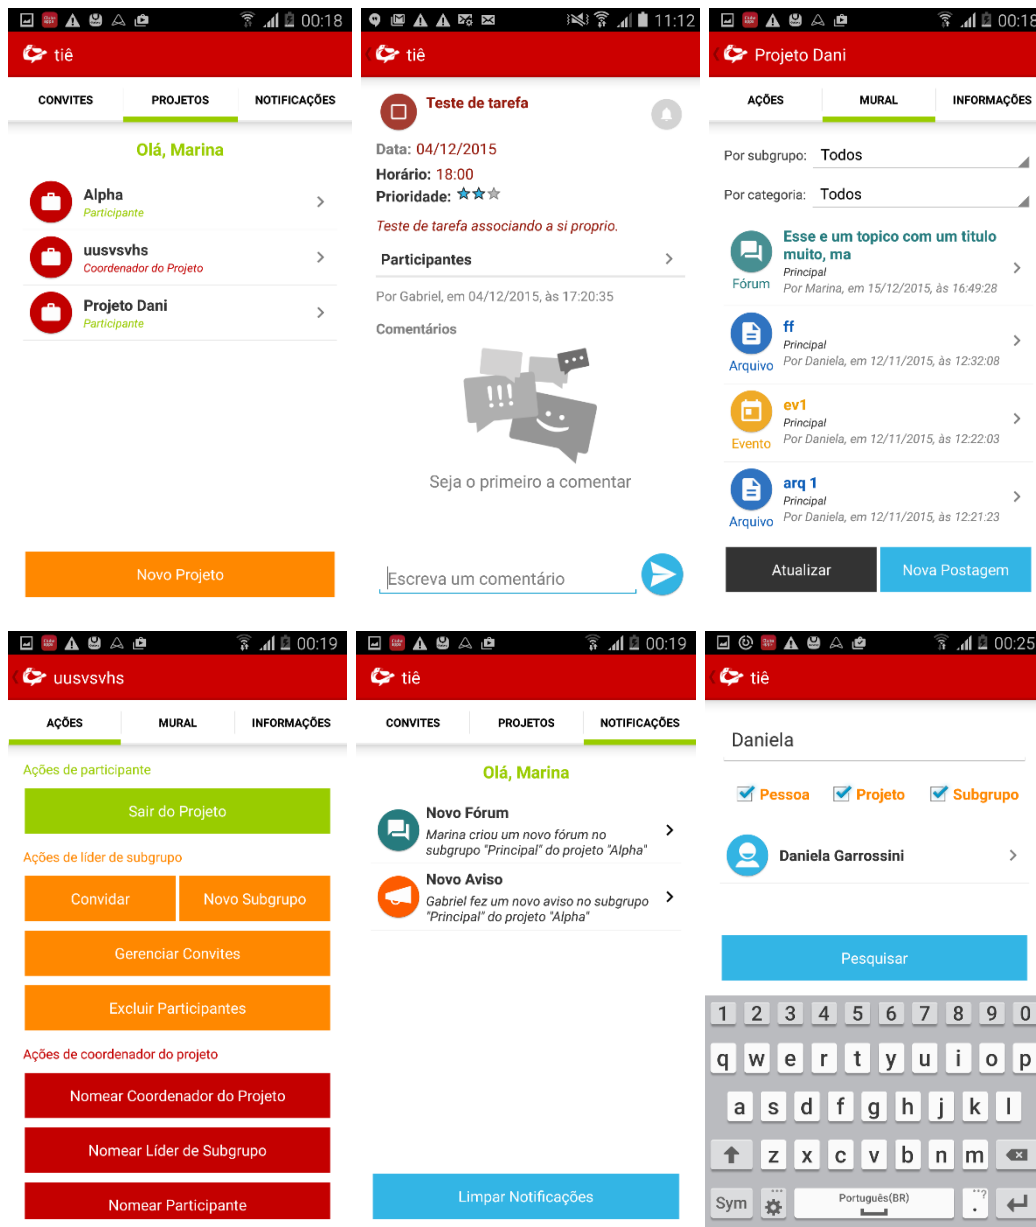 00:18
tiê
CONVITES PROJETOS NOTIFICAÇÕES
Olá, Marina
Alpha
Participante
uusvsvhs
Coordenador do Projeto
Projeto Dani
Participante
Novo Projeto
11:12
tiê
Teste de tarefa
Data: 04/12/2015
Horário: 18:00
Prioridade:
Teste de tarefa associando a si proprio.
Participantes
Por Gabriel, em 04/12/2015, às 17:20:35
Comentários
Seja o primeiro a comentar
Escreva um comentário
00:18
Projeto Dani
AÇÕES MURAL INFORMAÇÕES
Por subgrupo: Todos
Por categoria: Todos
Esse e um topico com um titulo
muito, ma
Principal
Fórum Por Marina, em 15/12/2015, às 16:49:28
ff
Principal
Arquivo Por Daniela, em 12/11/2015, às 12:32:08
ev1
Principal
Evento Por Daniela, em 12/11/2015, às 12:22:03
arq 1
Principal
Arquivo Por Daniela, em 12/11/2015, às 12:21:23
Atualizar Nova Postagem
00:19
uusvsvhs
AÇÕES MURAL INFORMAÇÕES
Ações de participante
Sair do Projeto
Ações de líder de subgrupo
Convidar Novo Subgrupo
Gerenciar Convites
Excluir Participantes
Ações de coordenador do projeto
Nomear Coordenador do Projeto
Nomear Líder de Subgrupo
Nomear Participante
00:19
tiê
CONVITES PROJETOS NOTIFICAÇÕES
Olá, Marina
Novo Fórum
Marina criou um novo fórum no
subgrupo "Principal" do projeto "Alpha"
Novo Aviso
Gabriel fez um novo aviso no subgrupo
"Principal" do projeto "Alpha"
Limpar Notificações
00:25
tiê
Daniela
Pessoa Projeto Subgrupo
Daniela Garrossini
Pesquisar
1 2 3 4 5 6 7 8 9 0
q w e r t y u i o p
a s d f g h j k l
z x c v b n m
Sym Português(BR) . ?